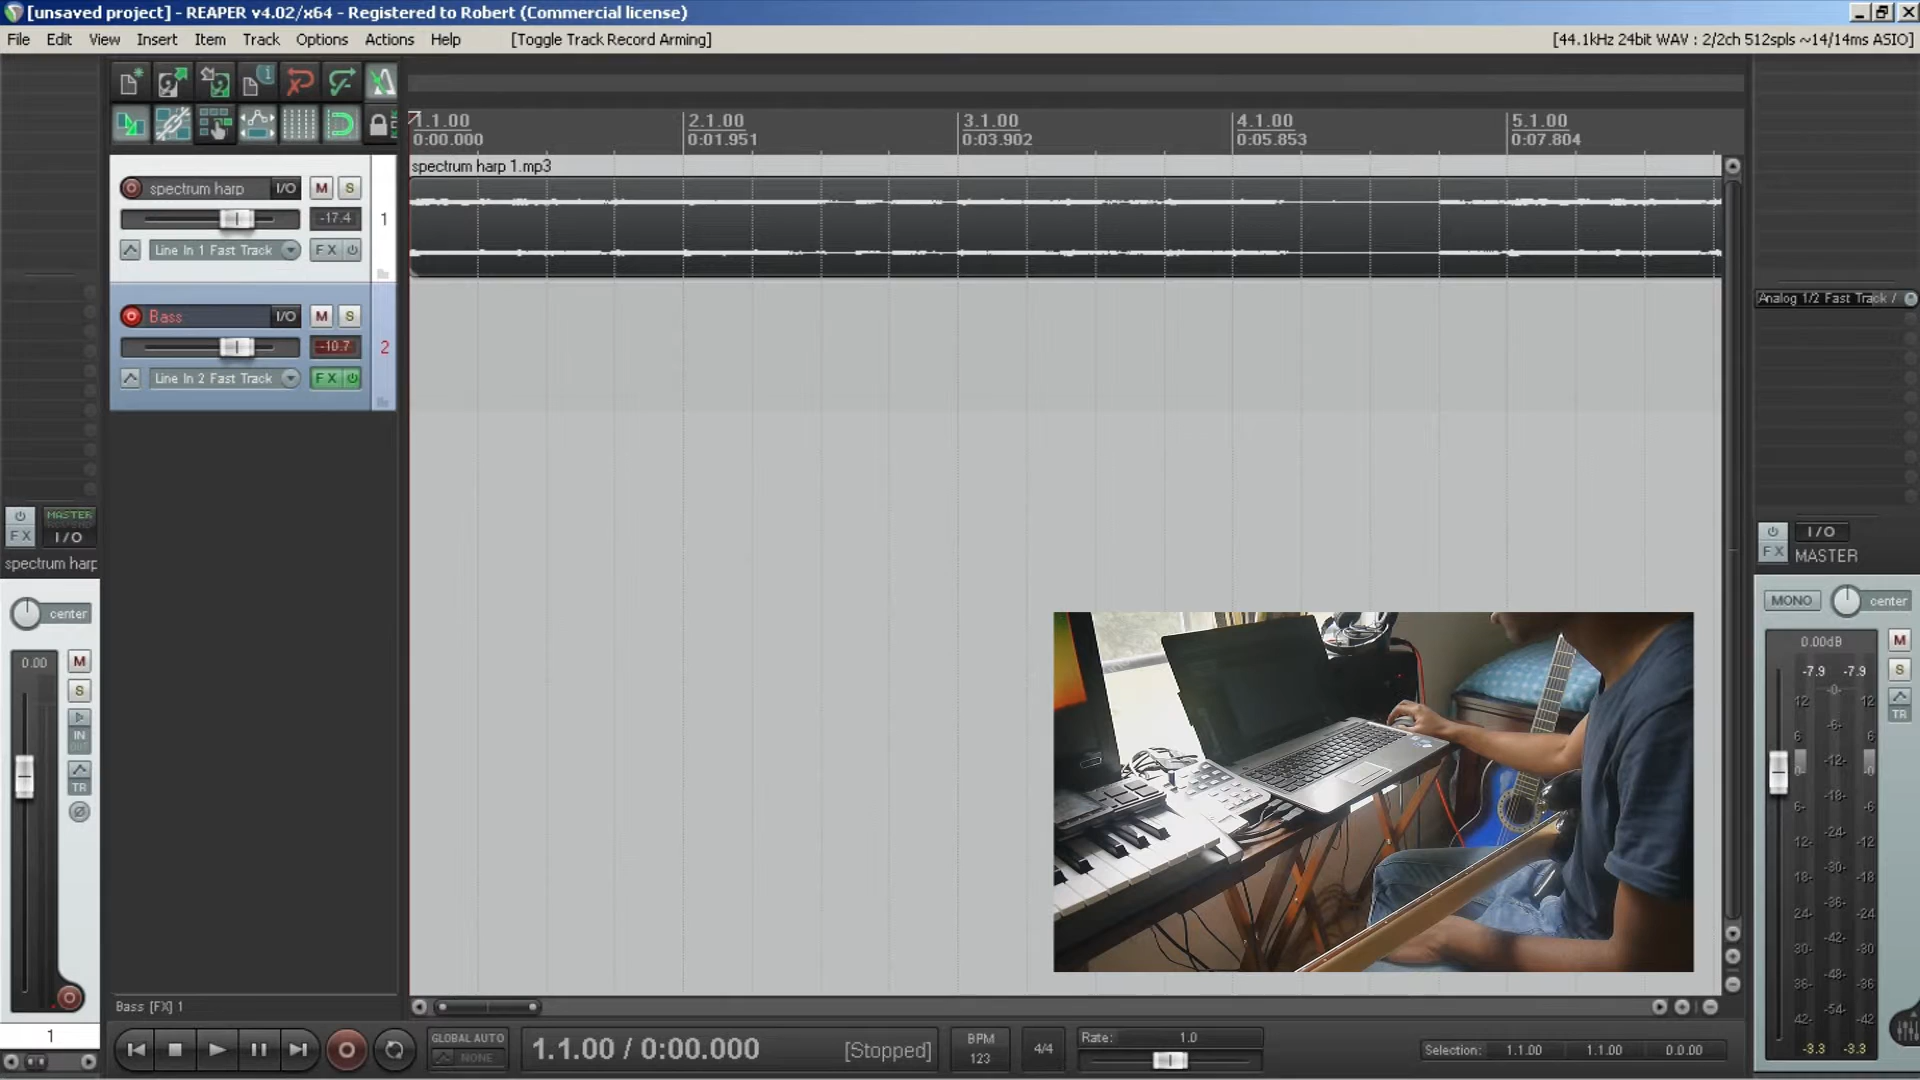 [unsaved project] - REAPER v4.02/x64 - Registered to Robert (Commercial license)
File Edit View Insert Item Track Options Actions Help [Toggle Track Record Arming] [44.1kHz 24bit WAV : 2/2ch 512spls ~14/14ms ASIO]
1.1.00 2.1.00 3.1.00 4.1.00 5.1.00
0:00.000 0:01.951 0:03.902 0:05.853 0:07.804
spectrum harp 1.mp3
spectrum harp I/O M S
-17.4 1
Line In 1 Fast Track FX
Bass I/O M S
-10.7 2
Line In 2 Fast Track FX
Analog 1/2 Fast Track /
MASTER
FX I/O
spectrum harp
I/O
FX MASTER
center
MONO center
0.00 M
S
IN
TR
0.00dB M
-7.9 -7.9 S
TR
-0-
12 12
-6-
6 6
-12-
0 -0
-18-
6- -6
-24-
12- -12
-30-
18- -18
-36-
24- -24
-42-
30- -30
-48-
36- -36
-54-
42- -42
-3.3 -3.3
Bass [FX] 1
1
GLOBAL AUTO
NONE
1.1.00 / 0:00.000 [Stopped]
BPM
123
4/4
Rate: 1.0
Selection: 1.1.00 1.1.00 0.0.00